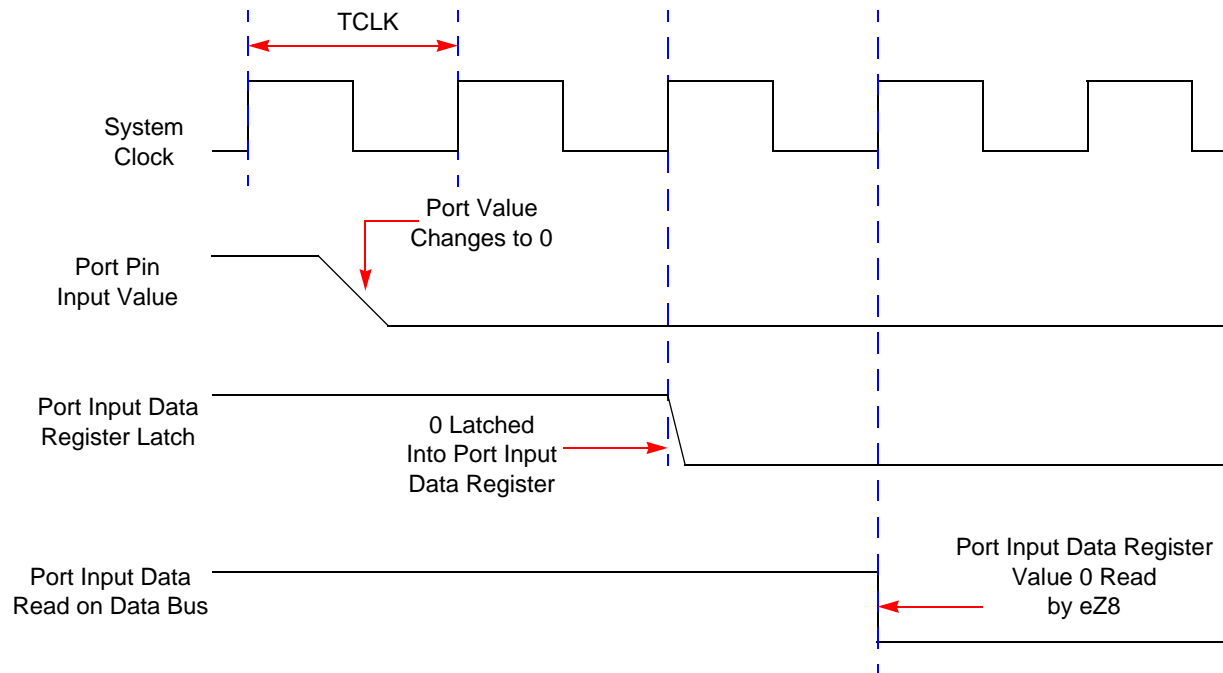 TCLK
System
Clock
Port Value
Changes to 0
Port Pin
Input Value
Port Input Data
Register Latch
0 Latched
Into Port Input
Data Register
Port Input Data
Read on Data Bus
Port Input Data Register
Value 0 Read
by eZ8